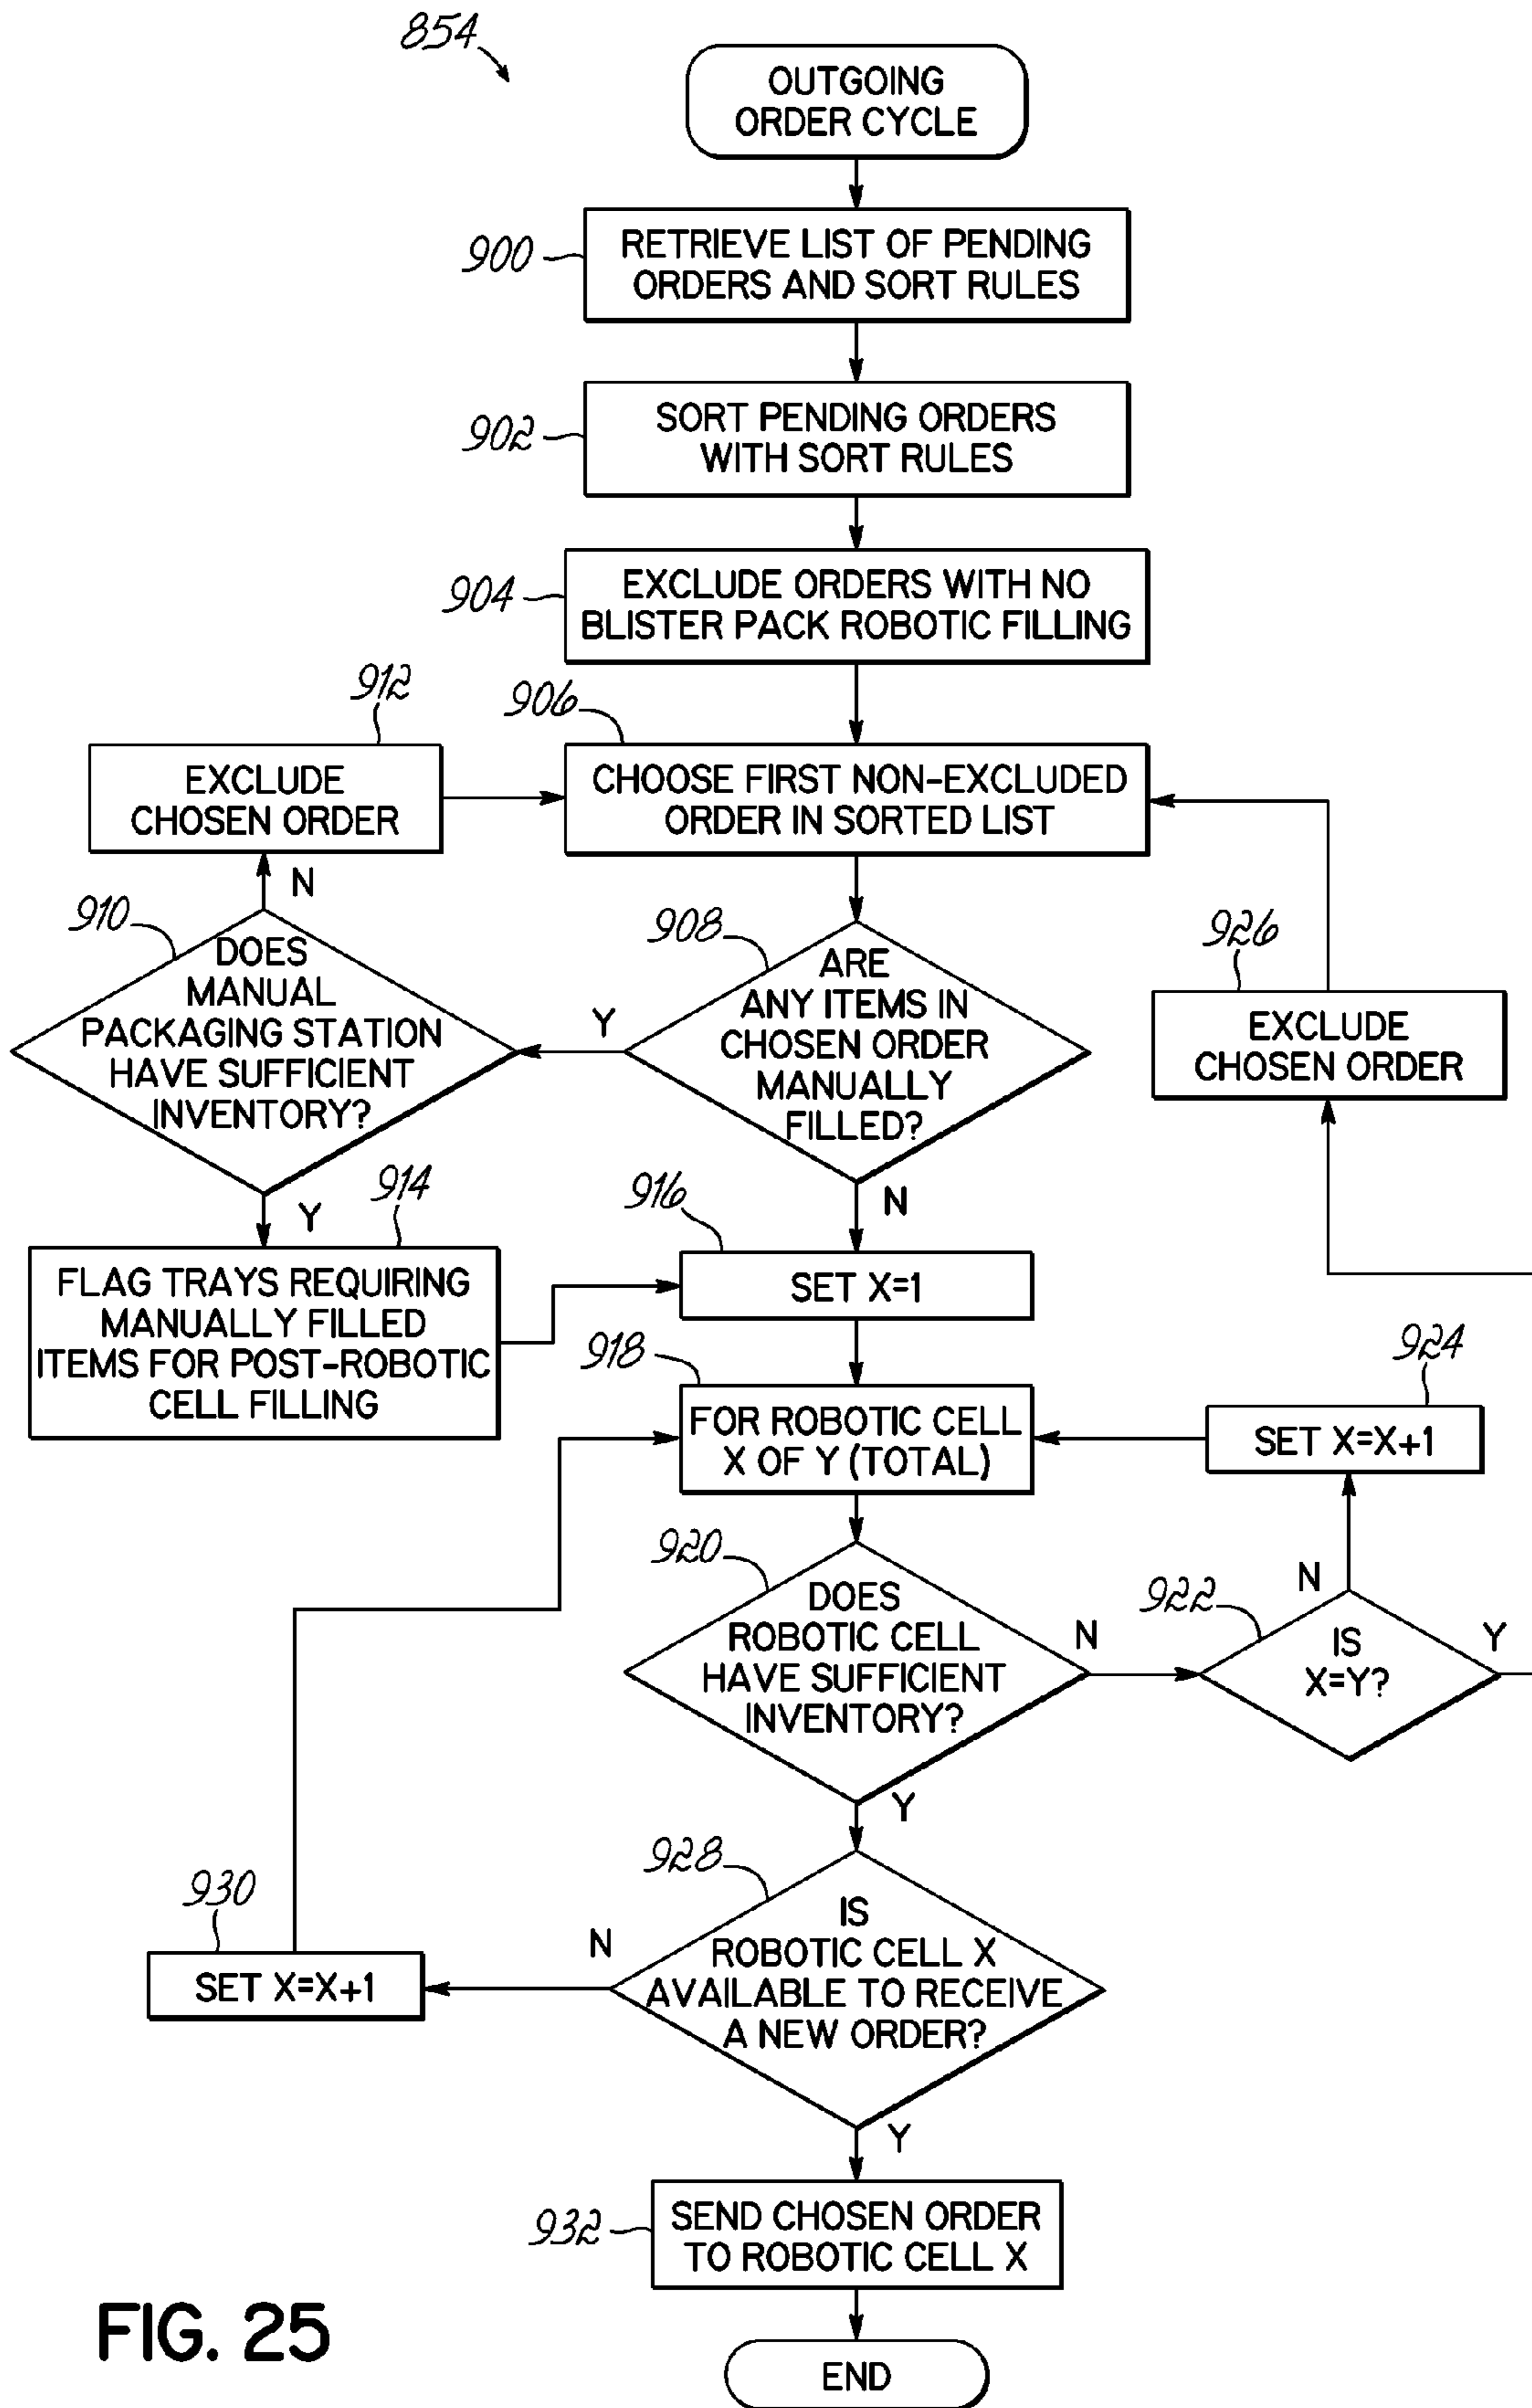 854
OUTGOING
ORDER CYCLE
900
RETRIEVE LIST OF PENDING
ORDERS AND SORT RULES
902
SORT PENDING ORDERS
WITH SORT RULES
904
EXCLUDE ORDERS WITH NO
BLISTER PACK ROBOTIC FILLING
912
906
EXCLUDE
CHOSEN ORDER
CHOOSE FIRST NON-EXCLUDED
ORDER IN SORTED LIST
N
910
DOES
MANUAL
PACKAGING STATION
HAVE SUFFICIENT
INVENTORY?
Y
908
ARE
ANY ITEMS IN
CHOSEN ORDER
MANUALLY
FILLED?
926
EXCLUDE
CHOSEN ORDER
Y
914
FLAG TRAYS REQUIRING
MANUALLY FILLED
ITEMS FOR POST-ROBOTIC
CELL FILLING
N
916
SET X=1
918
FOR ROBOTIC CELL
X OF Y (TOTAL)
924
SET X=X+1
920
DOES
ROBOTIC CELL
HAVE SUFFICIENT
INVENTORY?
N
922
IS
X=Y?
N
Y
Y
928
IS
ROBOTIC CELL X
AVAILABLE TO RECEIVE
A NEW ORDER?
N
930
SET X=X+1
Y
932
SEND CHOSEN ORDER
TO ROBOTIC CELL X
END
FIG. 25